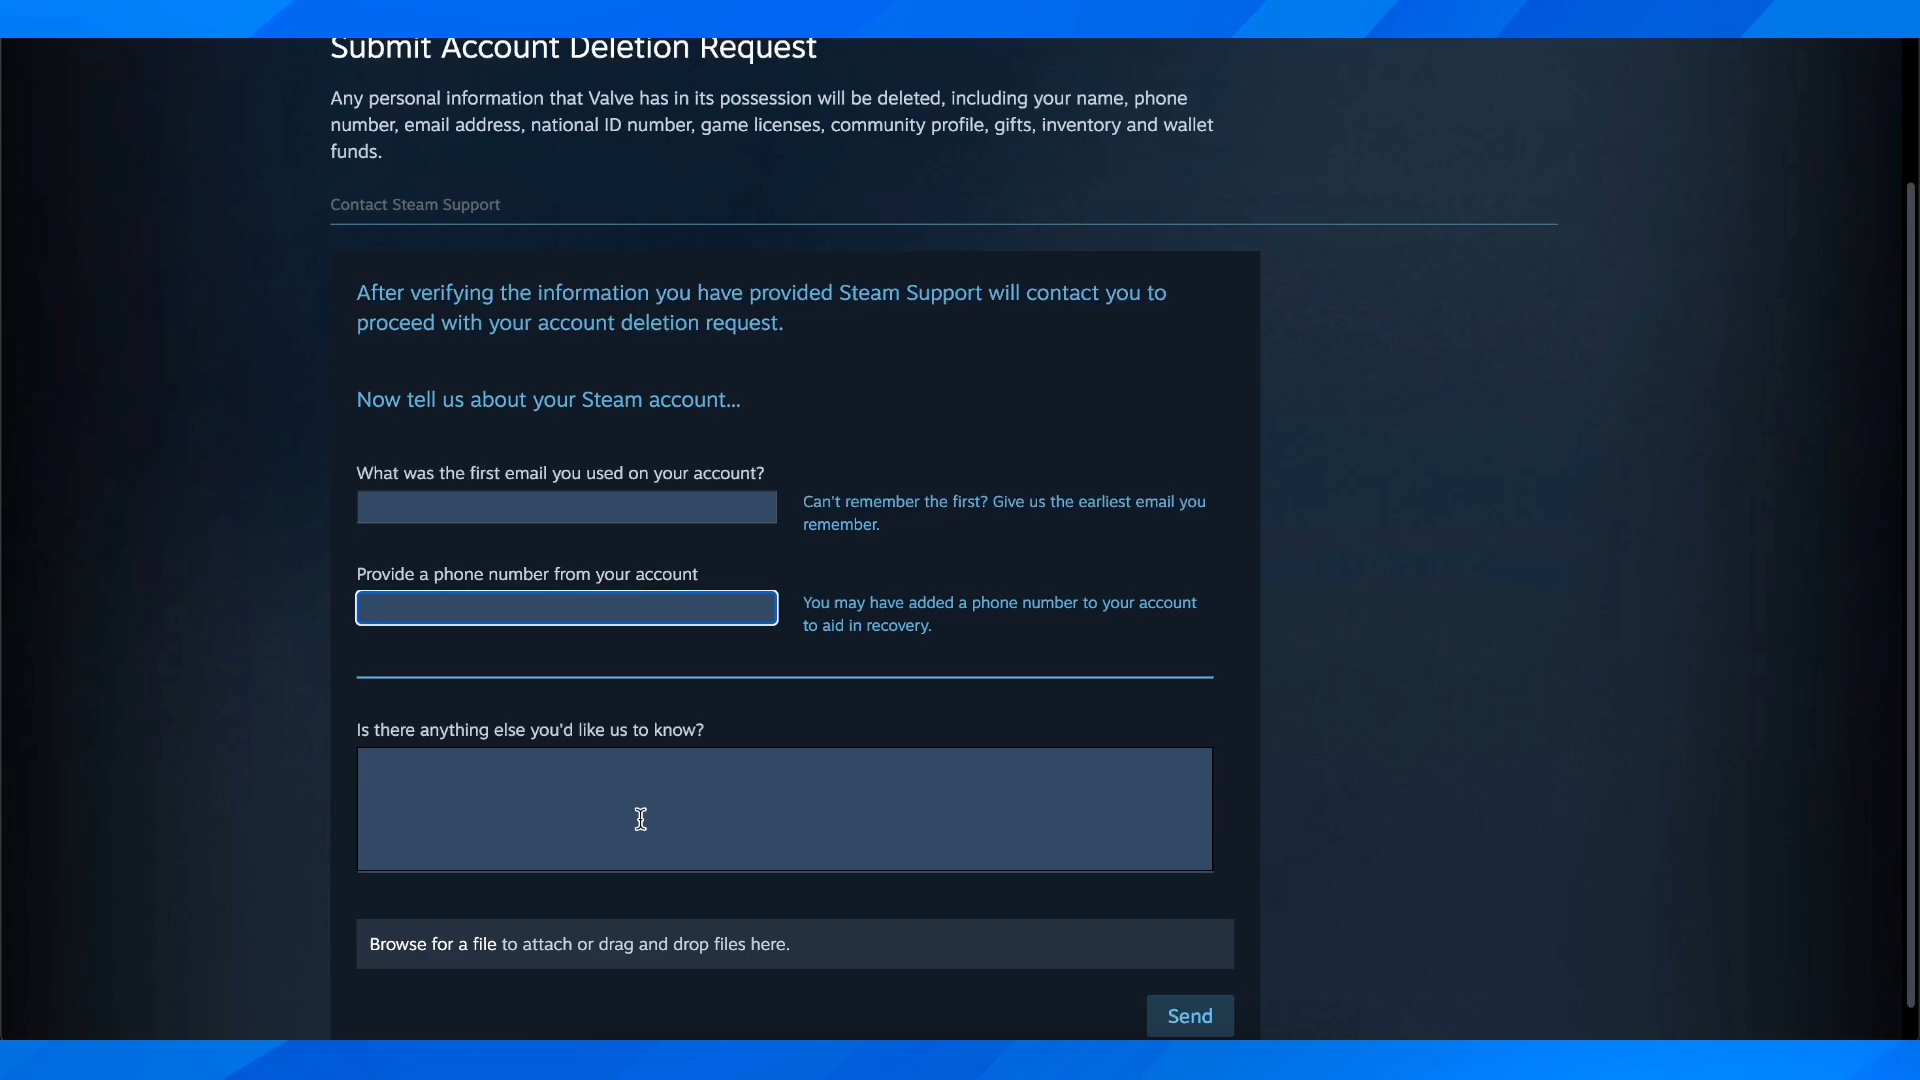 Submit Account Deletion Request
Any personal information that Valve has in its possession will be deleted, including your name, phone
number, email address, national ID number, game licenses, community profile, gifts, inventory and wallet
funds.
Contact Steam Support
After verifying the information you have provided Steam Support will contact you to
proceed with your account deletion request.
Now tell us about your Steam account...
What was the first email you used on your account?
Can't remember the first? Give us the earliest email you
remember.
Provide a phone number from your account
You may have added a phone number to your account
to aid in recovery.
Is there anything else you'd like us to know?
Browse for a file to attach or drag and drop files here.
Send